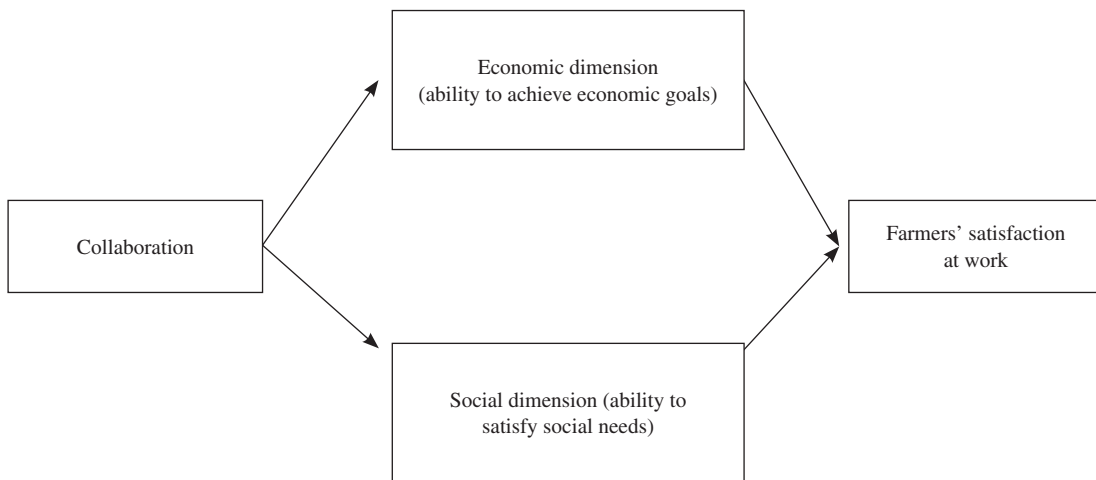 Economic dimension
(ability to achieve economic goals)
Collaboration
Farmers’ satisfaction
at work
Social dimension (ability to
satisfy social needs)